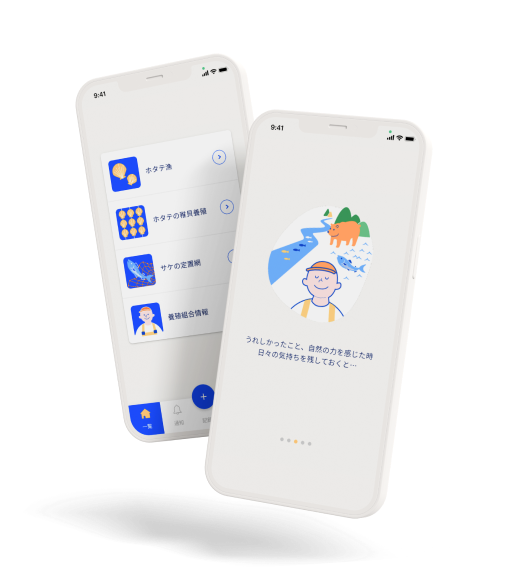 9:41
ホタテ漁
ホタテの稚貝養殖
サケの定置網
養殖組合情報
一覧
通知
9:41
うれしかったこと、自然の力を感じた時
日々の気持ちを残しておくと…